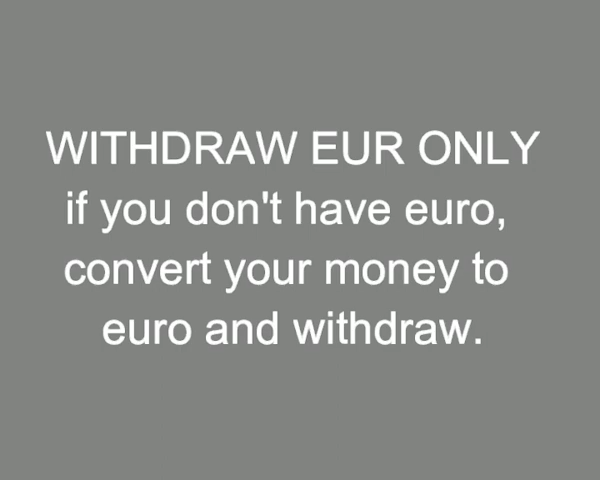 WITHDRAW EUR ONLY
if you don't have euro,
convert your money to
euro and withdraw.